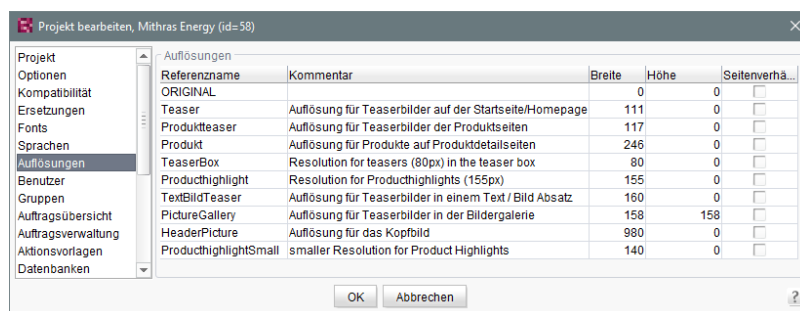 Projekt bearbeiten, Mithras Energy (id=58)
Projekt
Optionen
Kompatibilität
Ersetzungen
Fonts
Sprachen
Auflösungen
Benutzer
Gruppen
Auftragsübersicht
Auftragsverwaltung
Aktionsvorlagen
Datenbanken
Auflösungen
Referenzname Kommentar Breite Höhe Seitenverhä...
ORIGINAL 0 0
Teaser Auflösung für Teaserbilder auf der Startseite/Homepage 111 0
Produktteaser Auflösung für Teaserbilder der Produktseiten 117 0
Produkt Auflösung für Produkte auf Produktdetailseiten 246 0
TeaserBox Resolution for teasers (80px) in the teaser box 80 0
Producthighlight Resolution for Producthighlights (155px) 155 0
TextBildTeaser Auflösung für Teaserbilder in einem Text / Bild Absatz 160 0
PictureGallery Auflösung für Teaserbilder in der Bildergalerie 158 158
HeaderPicture Auflösung für das Kopfbild 980 0
ProducthighlightSmall smaller Resolution for Product Highlights 140 0
OK Abbrechen ?